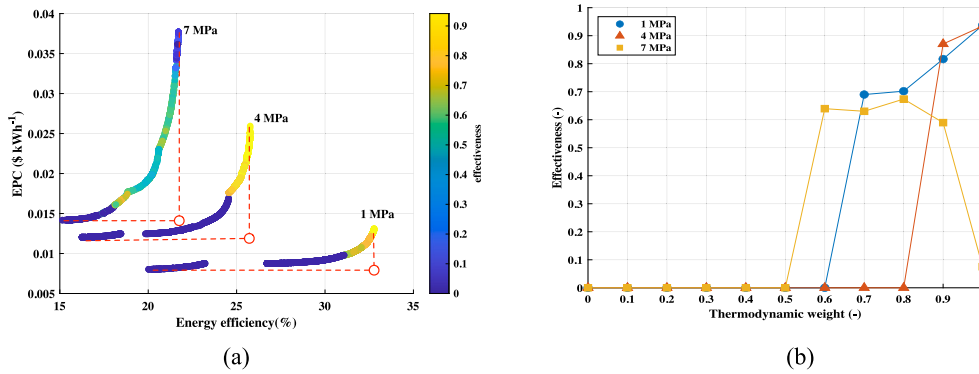 0.04
0.035
0.03
0.025
0.02
0.015
0.01
0.005
EPC ($ kWh-1)
7 MPa
4 MPa
1 MPa
15 20 25 30 35
Energy efficiency(%)
0.9
0.8
0.7
0.6
0.5
0.4
0.3
0.2
0.1
0
effectiveness
(a)
1
0.9
0.8
0.7
0.6
0.5
0.4
0.3
0.2
0.1
0
Effectiveness (-)
1 MPa
4 MPa
7 MPa
0 0.1 0.2 0.3 0.4 0.5 0.6 0.7 0.8 0.9
Thermodynamic weight (-)
(b)